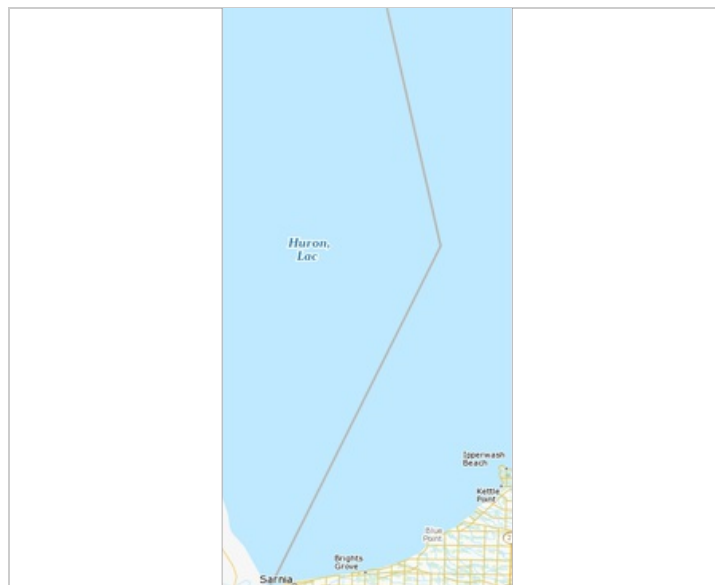 Huron,
Lac
Ipperwash
Beach
Kettle
Point
Blue
Point
Brights
Grove
Sarnia